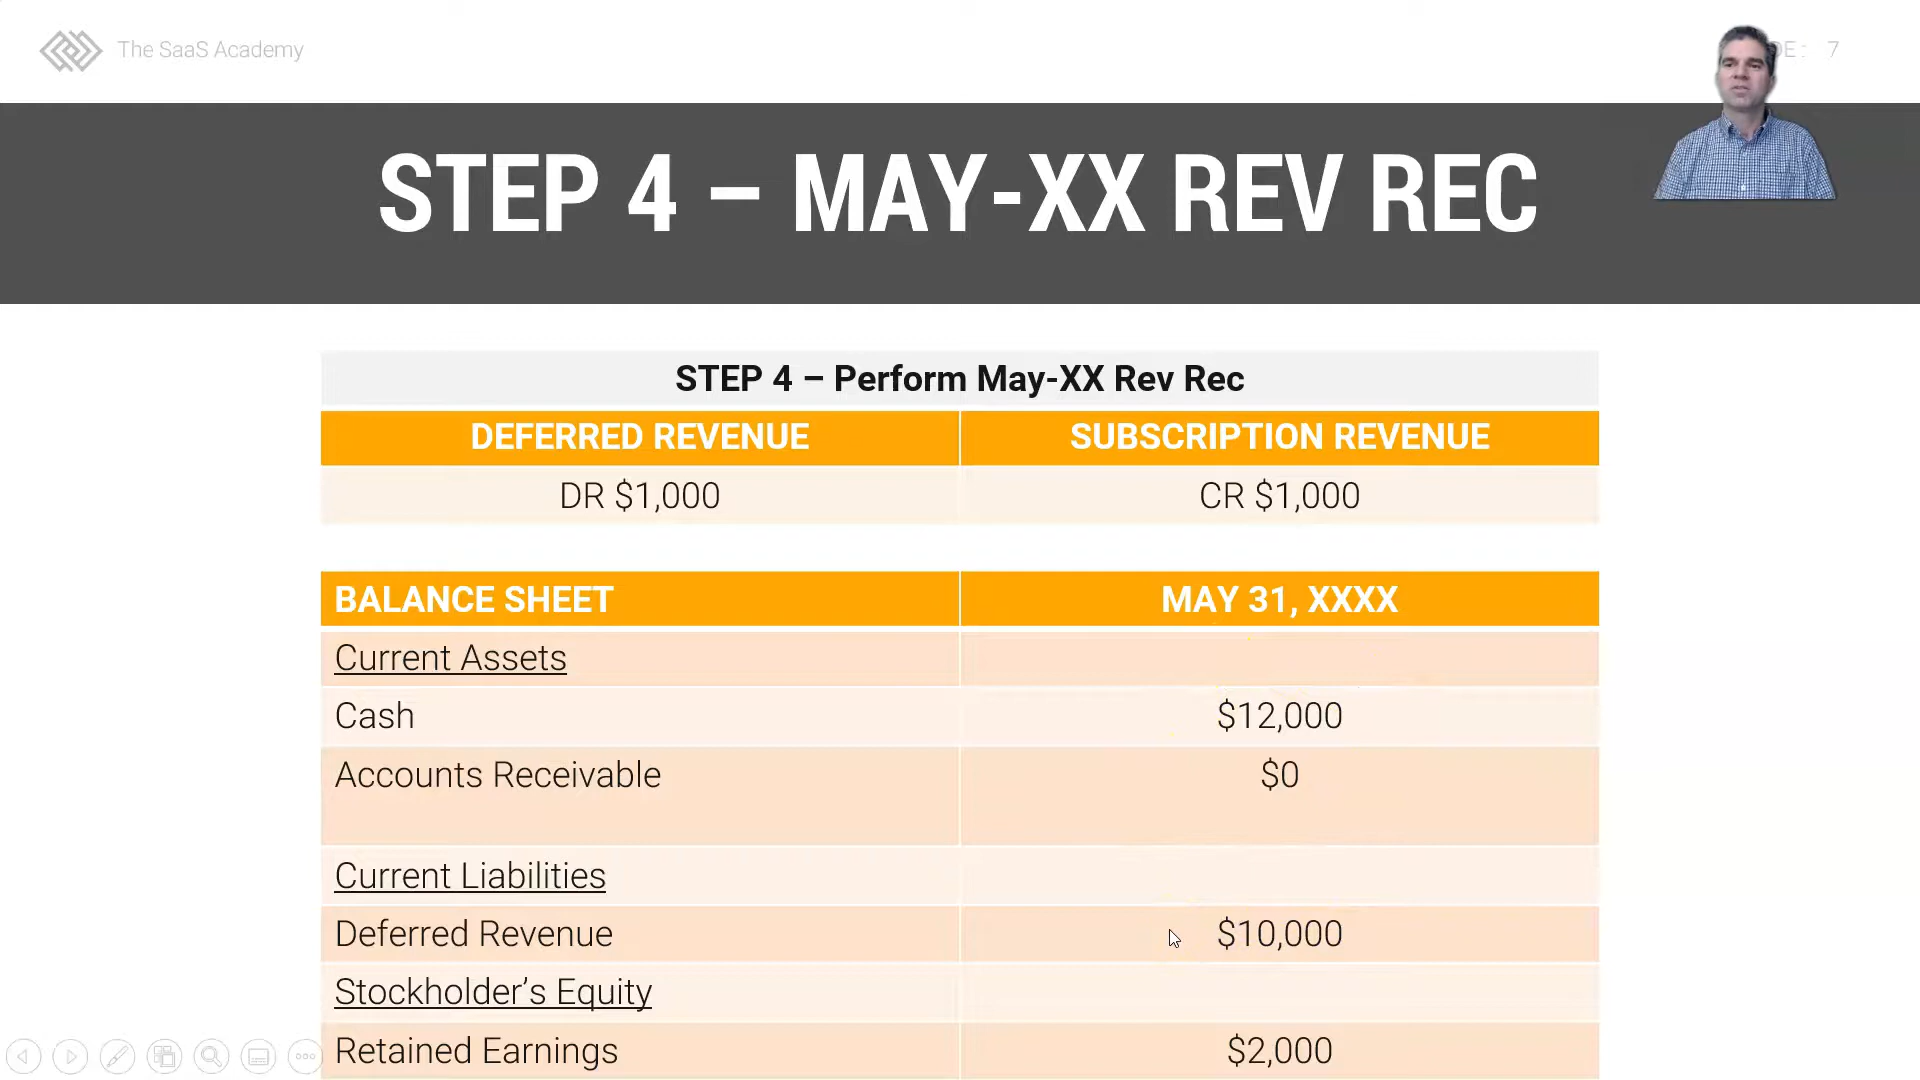 The SaaS Academy
DE: 7
STEP 4 – MAY-XX REV REC
STEP 4 – Perform May-XX Rev Rec
DEFERRED REVENUE SUBSCRIPTION REVENUE
DR $1,000 CR $1,000
BALANCE SHEET MAY 31, XXXX
Current Assets
Cash $12,000
Accounts Receivable $0
Current Liabilities
Deferred Revenue $10,000
Stockholder’s Equity
Retained Earnings $2,000